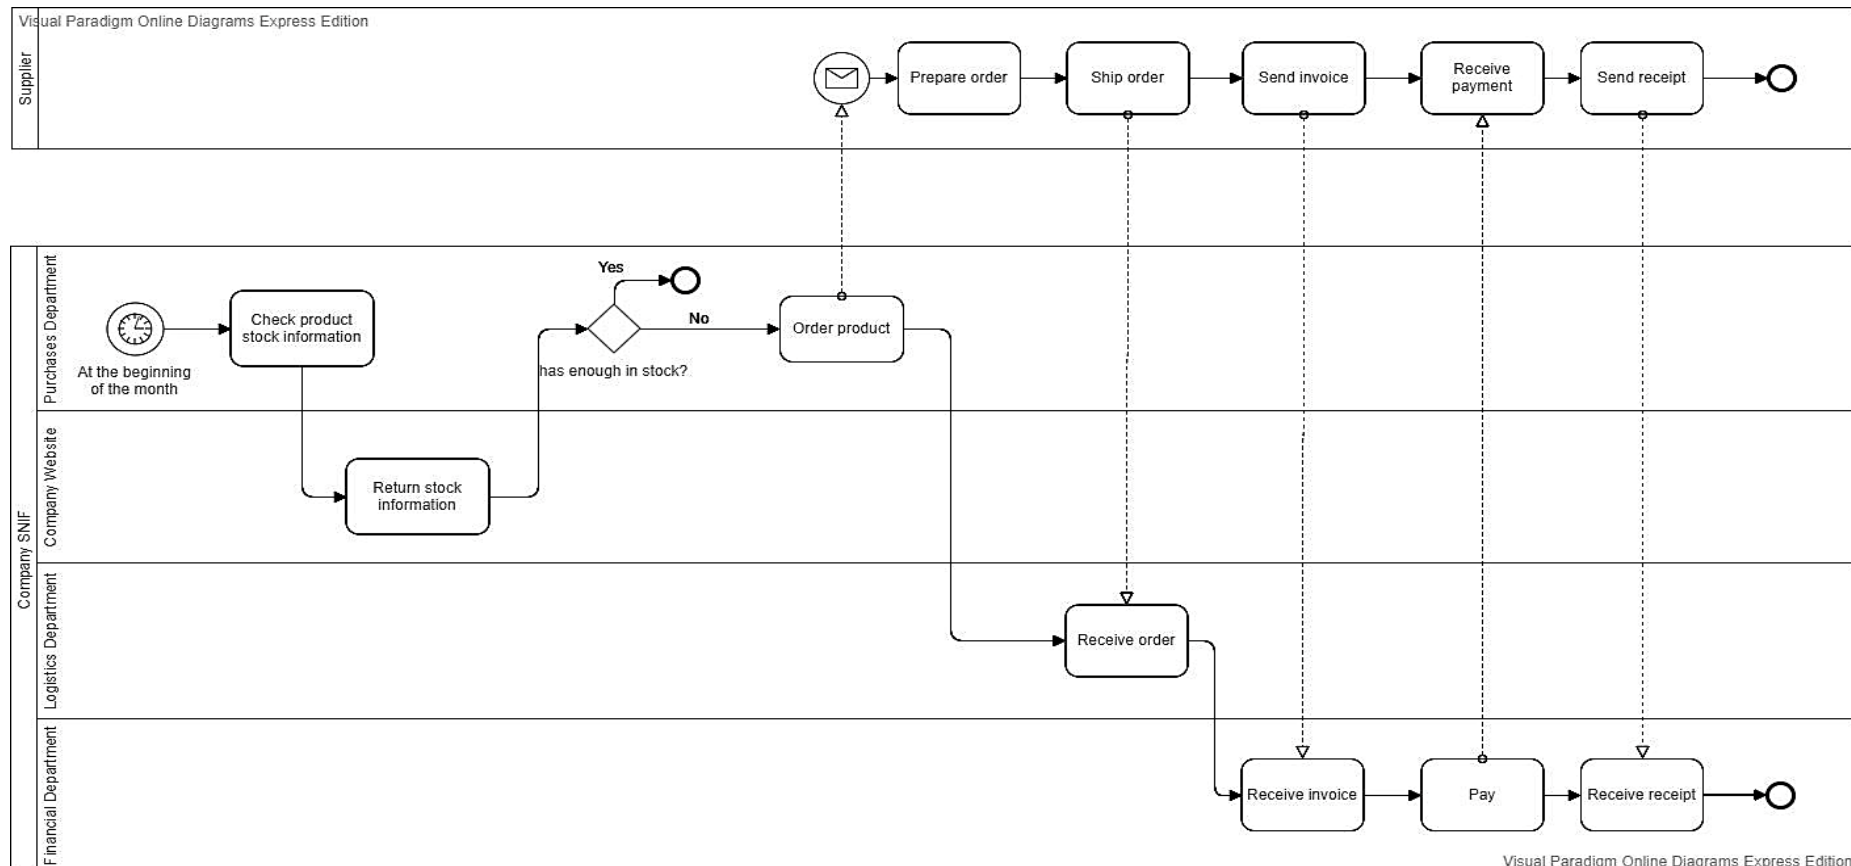 Visual Paradigm Online Diagrams Express Edition
Supplier
Prepare order
Ship order
Send invoice
Receive
payment
Send receipt
Company SNIF
Purchases Department
At the beginning
of the month
Check product
stock information
Yes
No
has enough in stock?
Order product
Company Website
Return stock
information
Logistics Department
Receive order
Financial Department
Receive invoice
Pay
Receive receipt
Visual Paradigm Online Diagrams Express Edition